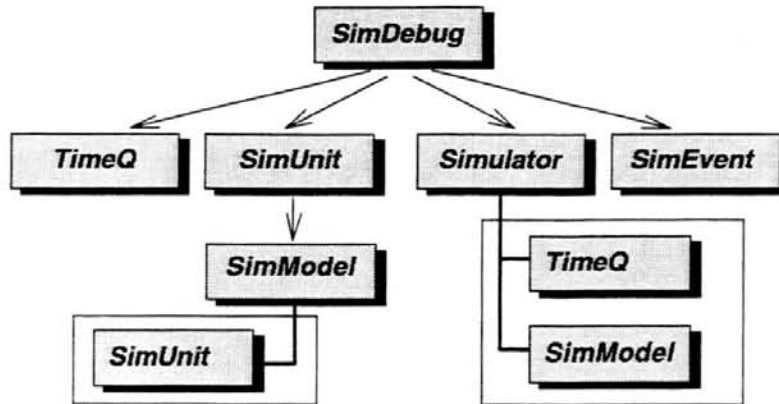 SimDebug
TimeQ
SimUnit
Simulator
SimEvent
SimModel
TimeQ
SimUnit
SimModel